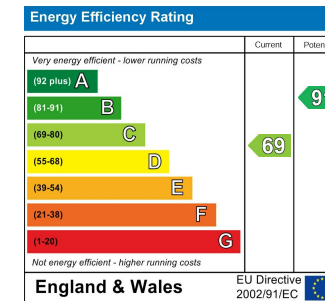 Energy Efficiency Rating
Current
Very energy efficient - lower running costs
(92 plus) A
(81-91) B
(69-80) C
69
(55-68) D
(39-54) E
(21-38) F
(1-20) G
Not energy efficient - higher running costs
England & Wales
EU Directive
2002/91/EC